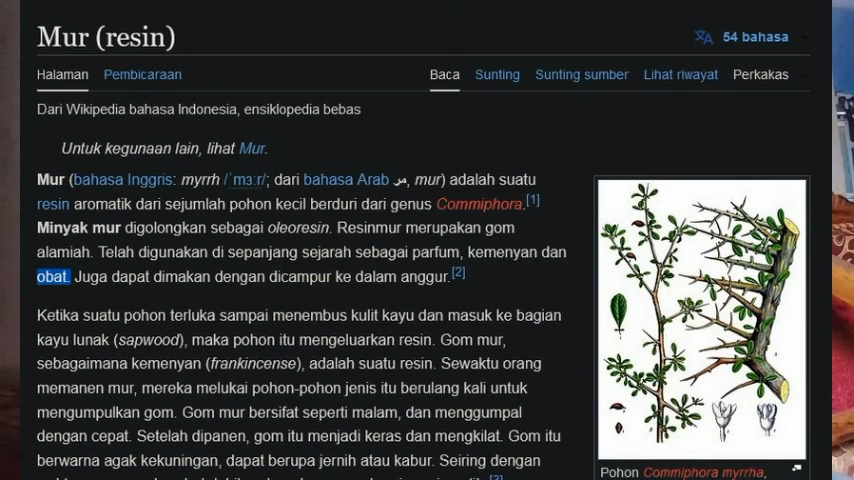 Mur (resin)
54 bahasa
Halaman Pembicaraan Baca Sunting Sunting sumber Lihat riwayat Perkakas
Dari Wikipedia bahasa Indonesia, ensiklopedia bebas
Untuk kegunaan lain, lihat Mur.
Mur (bahasa Inggris: myrrh /ˈmɜːr/; dari bahasa Arab مر, mur) adalah suatu
resin aromatik dari sejumlah pohon kecil berduri dari genus Commiphora.[1]
Minyak mur digolongkan sebagai oleoresin. Resinmur merupakan gom
alamiah. Telah digunakan di sepanjang sejarah sebagai parfum, kemenyan dan
obat. Juga dapat dimakan dengan dicampur ke dalam anggur.[2]
Ketika suatu pohon terluka sampai menembus kulit kayu dan masuk ke bagian
kayu lunak (sapwood), maka pohon itu mengeluarkan resin. Gom mur,
sebagaimana kemenyan (frankincense), adalah suatu resin. Sewaktu orang
memanen mur, mereka melukai pohon-pohon jenis itu berulang kali untuk
mengumpulkan gom. Gom mur bersifat seperti malam, dan menggumpal
dengan cepat. Setelah dipanen, gom itu menjadi keras dan mengkilat. Gom itu
berwarna agak kekuningan, dapat berupa jernih atau kabur. Seiring dengan
Pohon Commiphora myrrha,